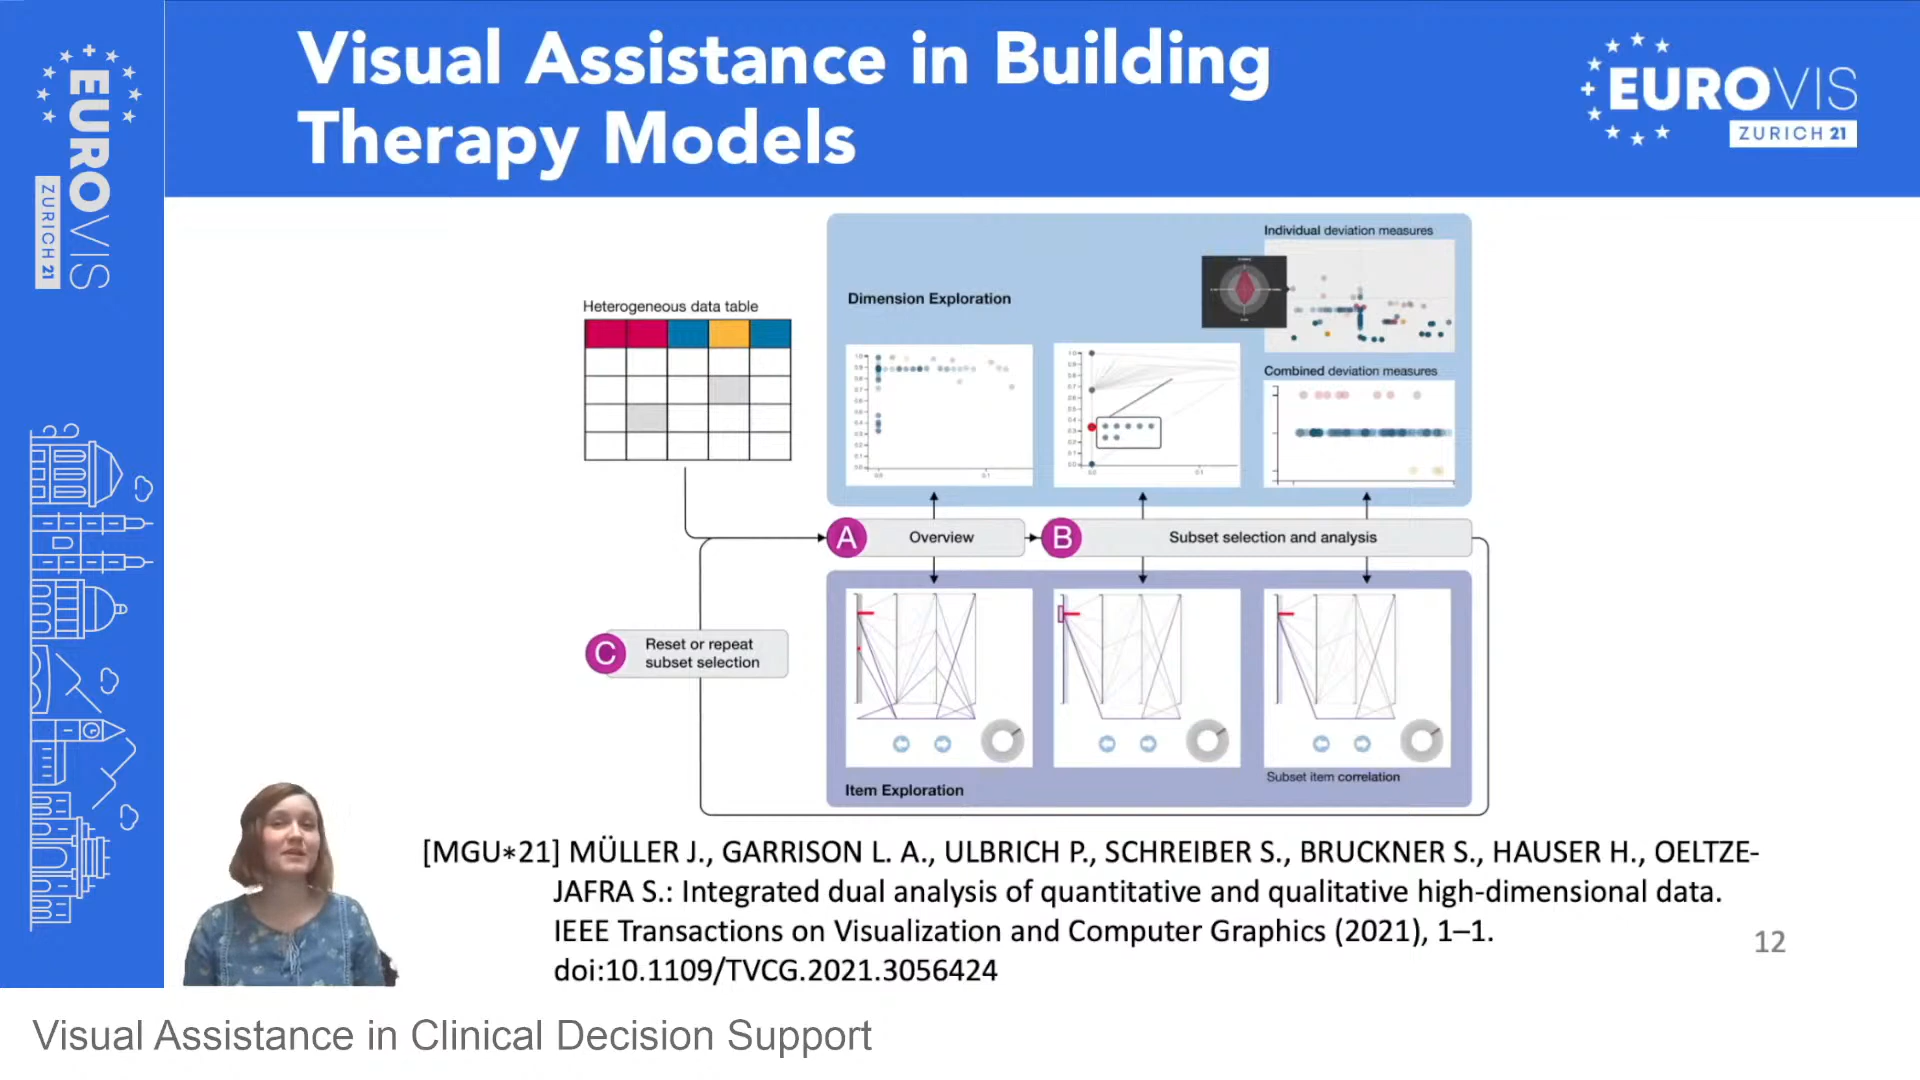 Visual Assistance in Building
Therapy Models
EUROVIS
ZURICH 21
EUROVIS
ZURICH 21
Individual deviation measures
Dimension Exploration
Heterogeneous data table
Combined deviation measures
A
Overview
B
Subset selection and analysis
C
Reset or repeat
subset selection
Subset item correlation
Item Exploration
[MGU*21] MÜLLER J., GARRISON L. A., ULBRICH P., SCHREIBER S., BRUCKNER S., HAUSER H., OELTZE-
JAFRA S.: Integrated dual analysis of quantitative and qualitative high-dimensional data.
IEEE Transactions on Visualization and Computer Graphics (2021), 1–1.
doi:10.1109/TVCG.2021.3056424
12
Visual Assistance in Clinical Decision Support